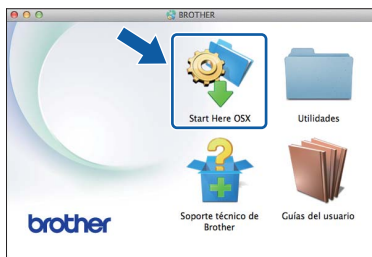 BROTHER
Start Here OSX
Utilidades
Soporte técnico de
Brother
Guías del usuario
brother